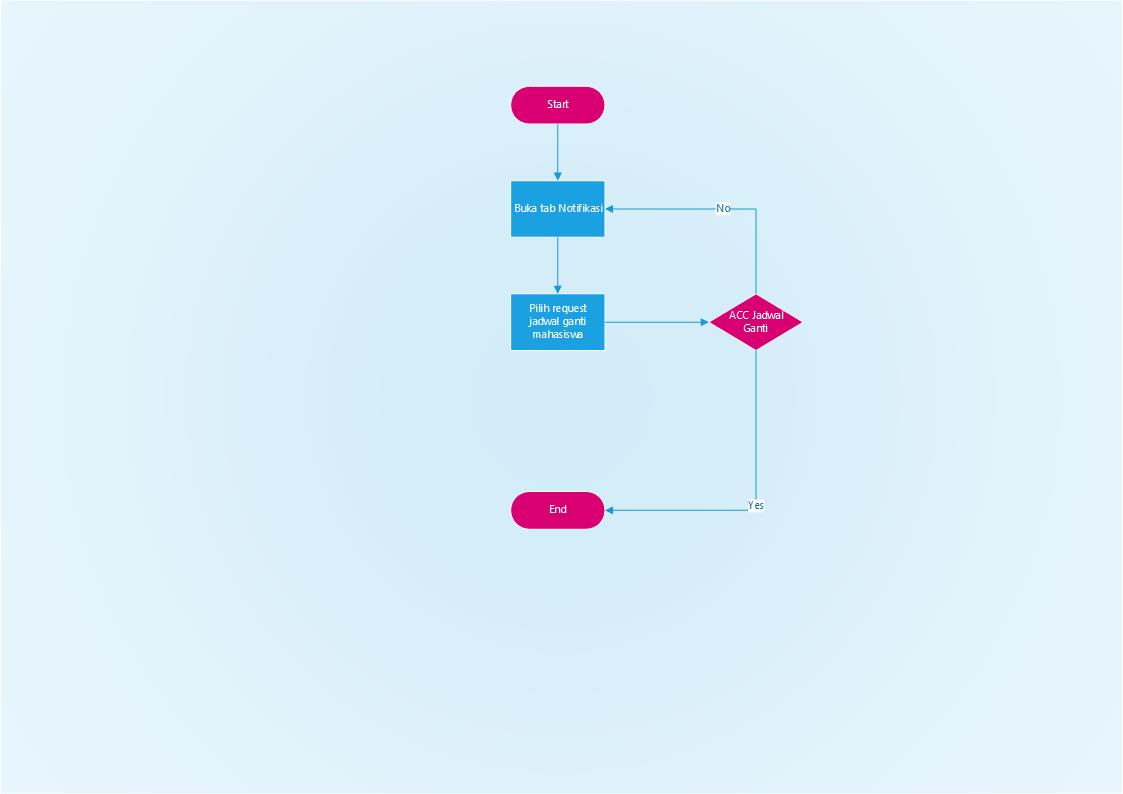 Start
Buka tab Notifikasi
No
Pilih request
jadwal ganti
mahasiswa
ACC Jadwal
Ganti
Yes
End